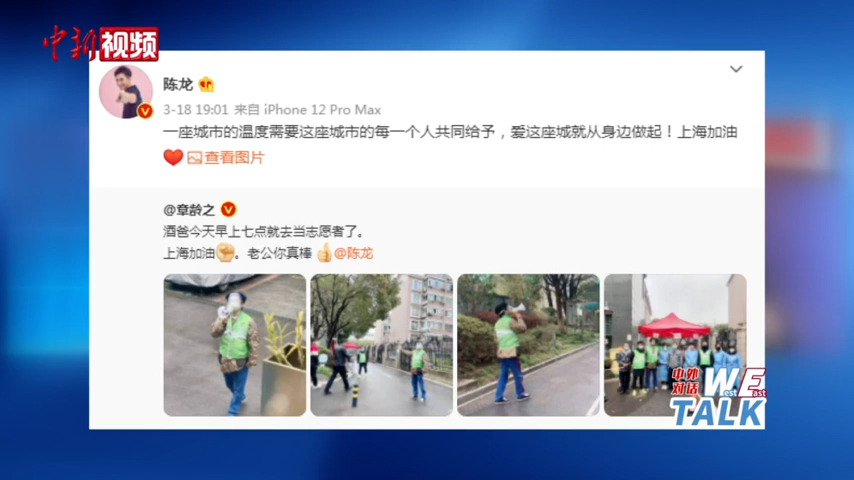 中新视频
陈龙
3-18 19:01 来自 iPhone 12 Pro Max
一座城市的温度需要这座城市的每一个人共同给予，爱这座城就从身边做起！上海加油
查看图片
@章龄之
酒爸今天早上七点就去当志愿者了。
上海加油。老公你真棒 @陈龙
中外对话 West East
TALK